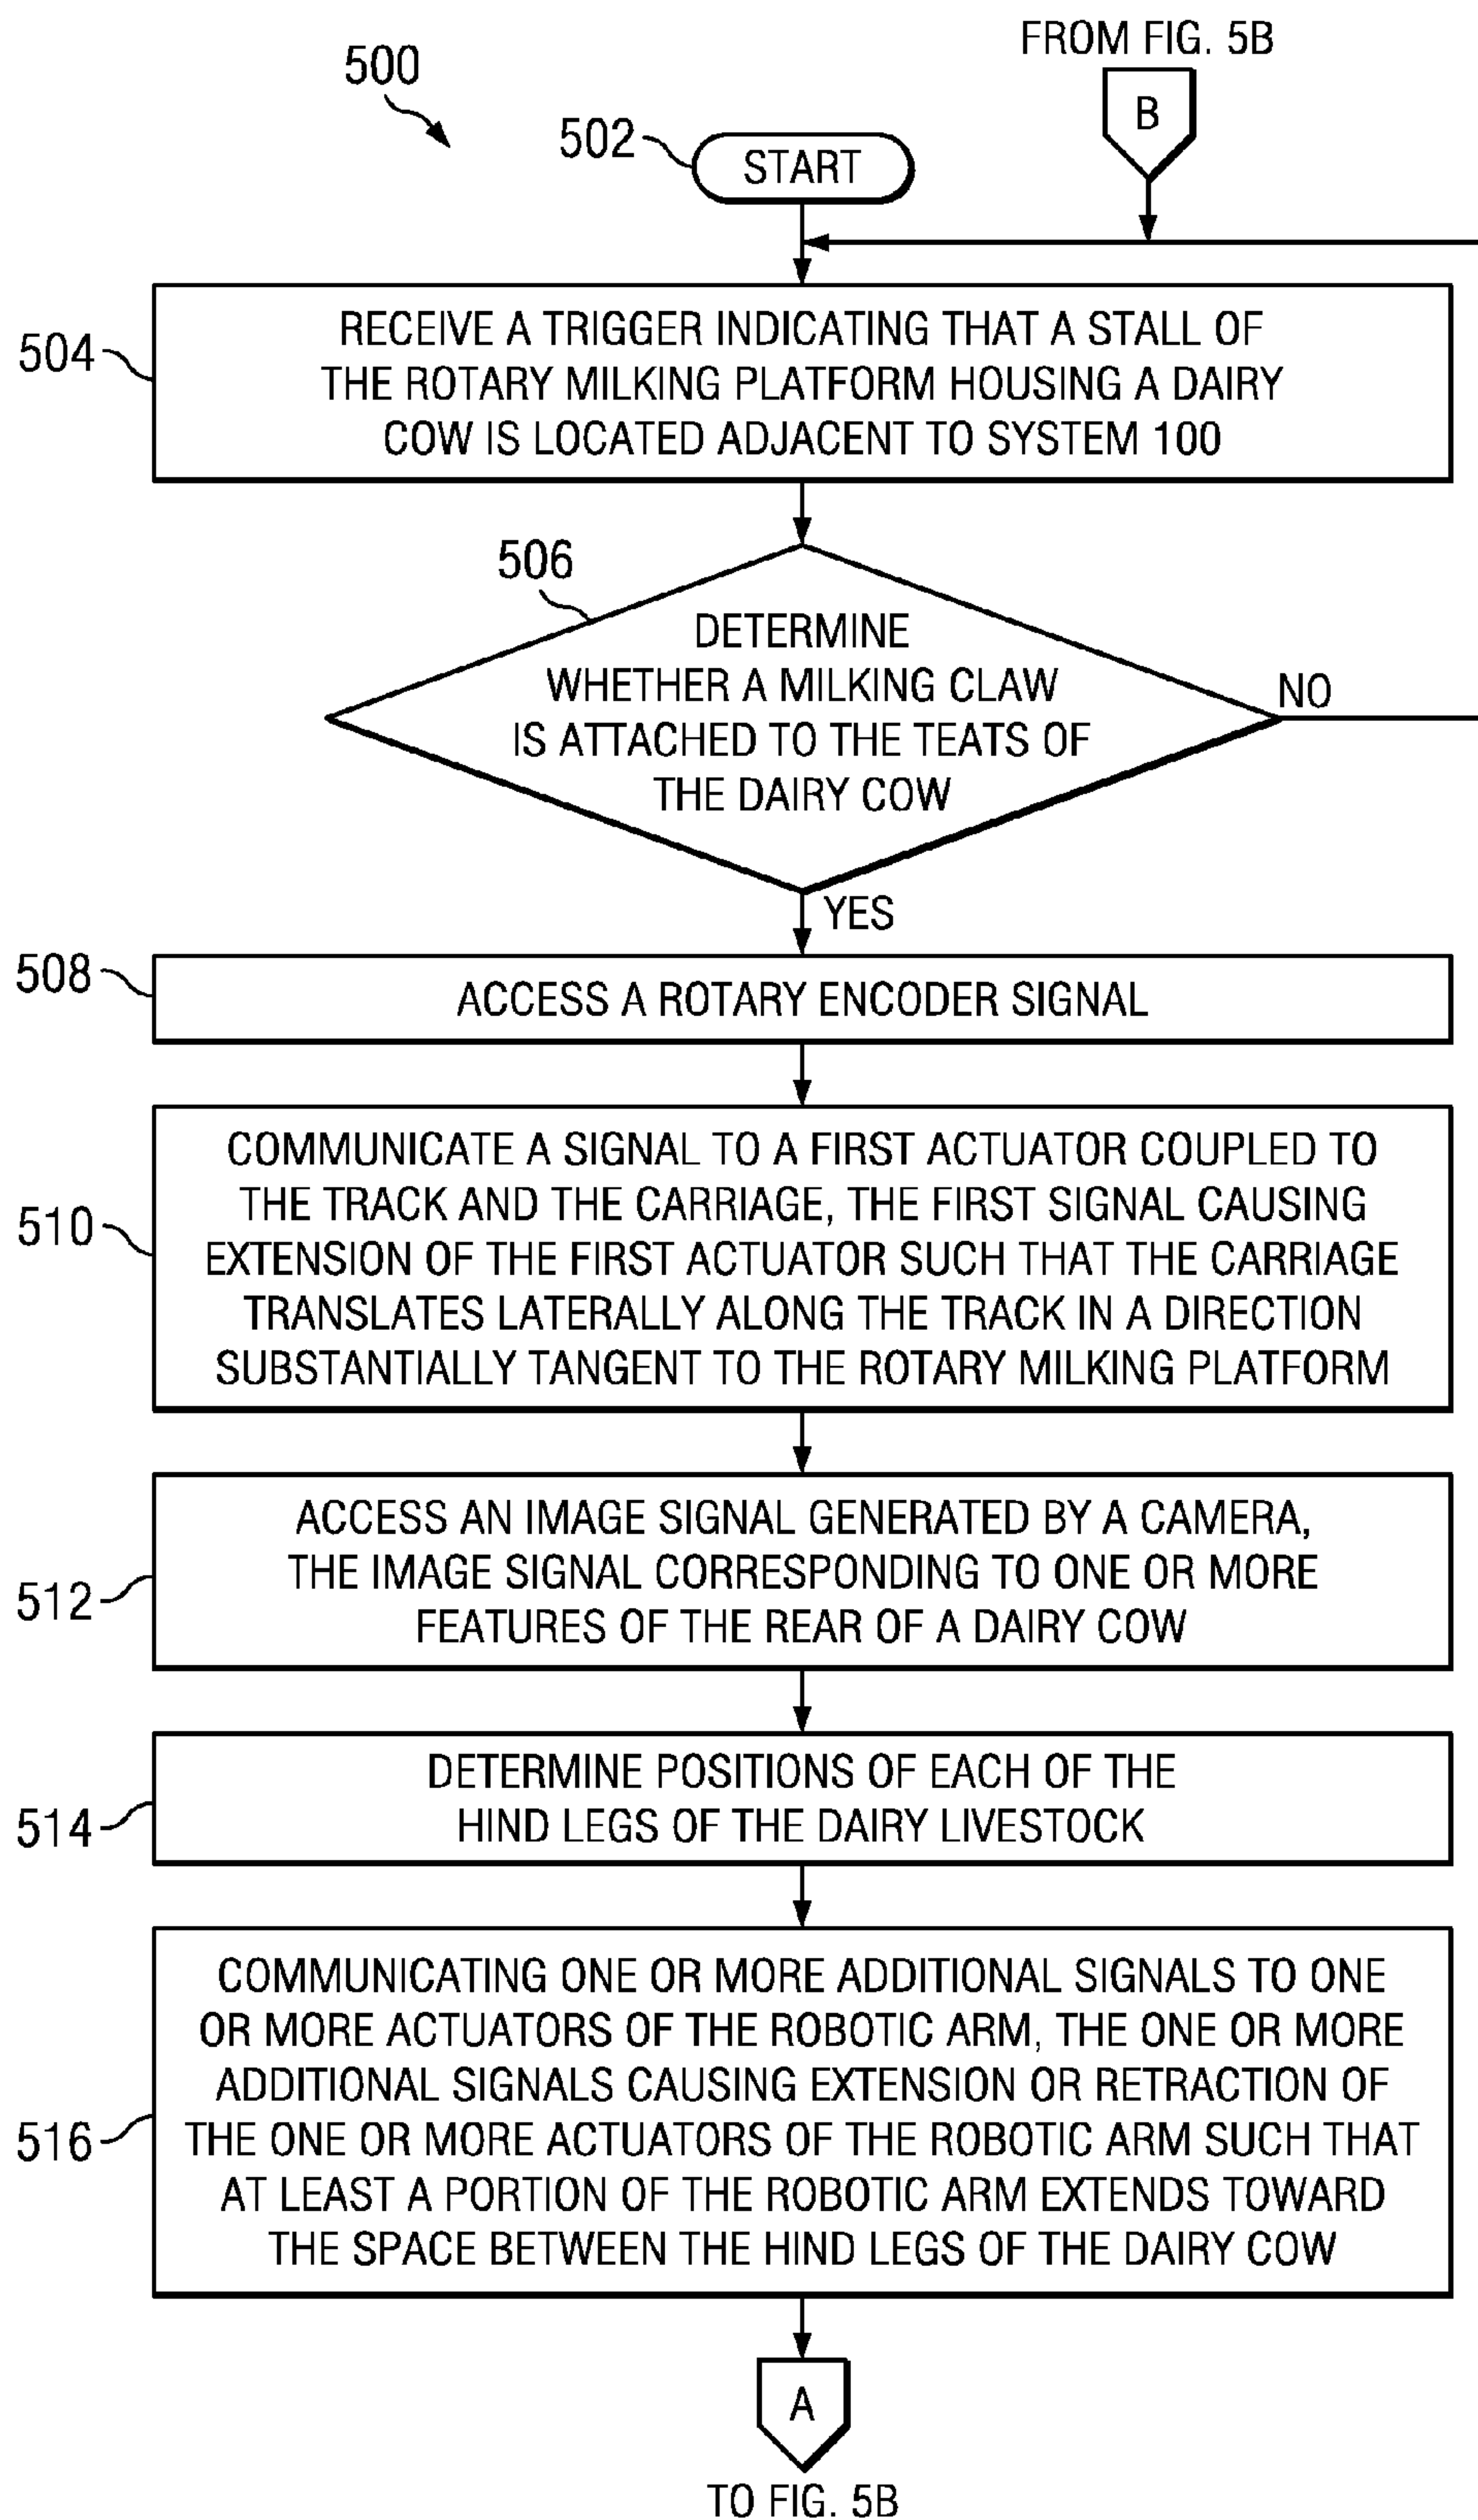 FROM FIG. 5B
500
B
502
START
504
RECEIVE A TRIGGER INDICATING THAT A STALL OF
THE ROTARY MILKING PLATFORM HOUSING A DAIRY
COW IS LOCATED ADJACENT TO SYSTEM 100
506
DETERMINE
WHETHER A MILKING CLAW
IS ATTACHED TO THE TEATS OF
THE DAIRY COW
NO
YES
508
ACCESS A ROTARY ENCODER SIGNAL
510
COMMUNICATE A SIGNAL TO A FIRST ACTUATOR COUPLED TO
THE TRACK AND THE CARRIAGE, THE FIRST SIGNAL CAUSING
EXTENSION OF THE FIRST ACTUATOR SUCH THAT THE CARRIAGE
TRANSLATES LATERALLY ALONG THE TRACK IN A DIRECTION
SUBSTANTIALLY TANGENT TO THE ROTARY MILKING PLATFORM
512
ACCESS AN IMAGE SIGNAL GENERATED BY A CAMERA,
THE IMAGE SIGNAL CORRESPONDING TO ONE OR MORE
FEATURES OF THE REAR OF A DAIRY COW
514
DETERMINE POSITIONS OF EACH OF THE
HIND LEGS OF THE DAIRY LIVESTOCK
516
COMMUNICATING ONE OR MORE ADDITIONAL SIGNALS TO ONE
OR MORE ACTUATORS OF THE ROBOTIC ARM, THE ONE OR MORE
ADDITIONAL SIGNALS CAUSING EXTENSION OR RETRACTION OF
THE ONE OR MORE ACTUATORS OF THE ROBOTIC ARM SUCH THAT
AT LEAST A PORTION OF THE ROBOTIC ARM EXTENDS TOWARD
THE SPACE BETWEEN THE HIND LEGS OF THE DAIRY COW
A
TO FIG. 5B